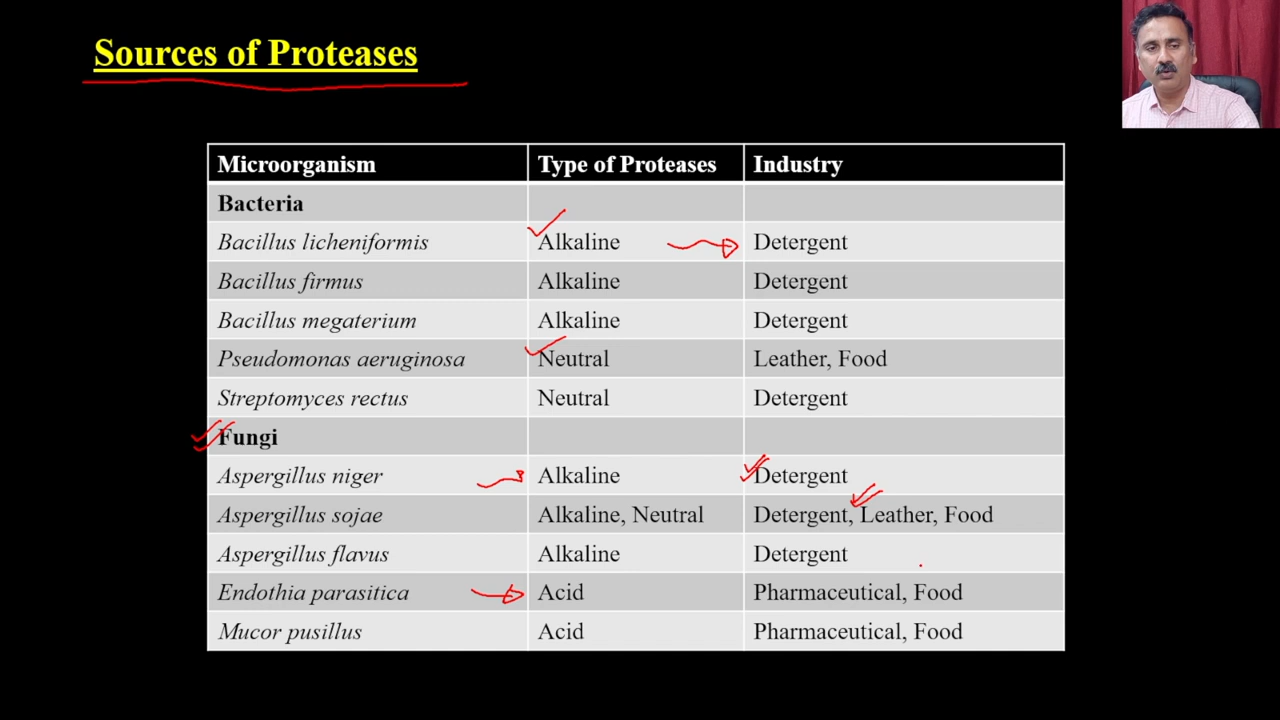 Sources of Proteases
Microorganism Type of Proteases Industry
Bacteria
Bacillus licheniformis Alkaline Detergent
Bacillus firmus Alkaline Detergent
Bacillus megaterium Alkaline Detergent
Pseudomonas aeruginosa Neutral Leather, Food
Streptomyces rectus Neutral Detergent
Fungi
Aspergillus niger Alkaline Detergent
Aspergillus sojae Alkaline, Neutral Detergent, Leather, Food
Aspergillus flavus Alkaline Detergent
Endothia parasitica Acid Pharmaceutical, Food
Mucor pusillus Acid Pharmaceutical, Food